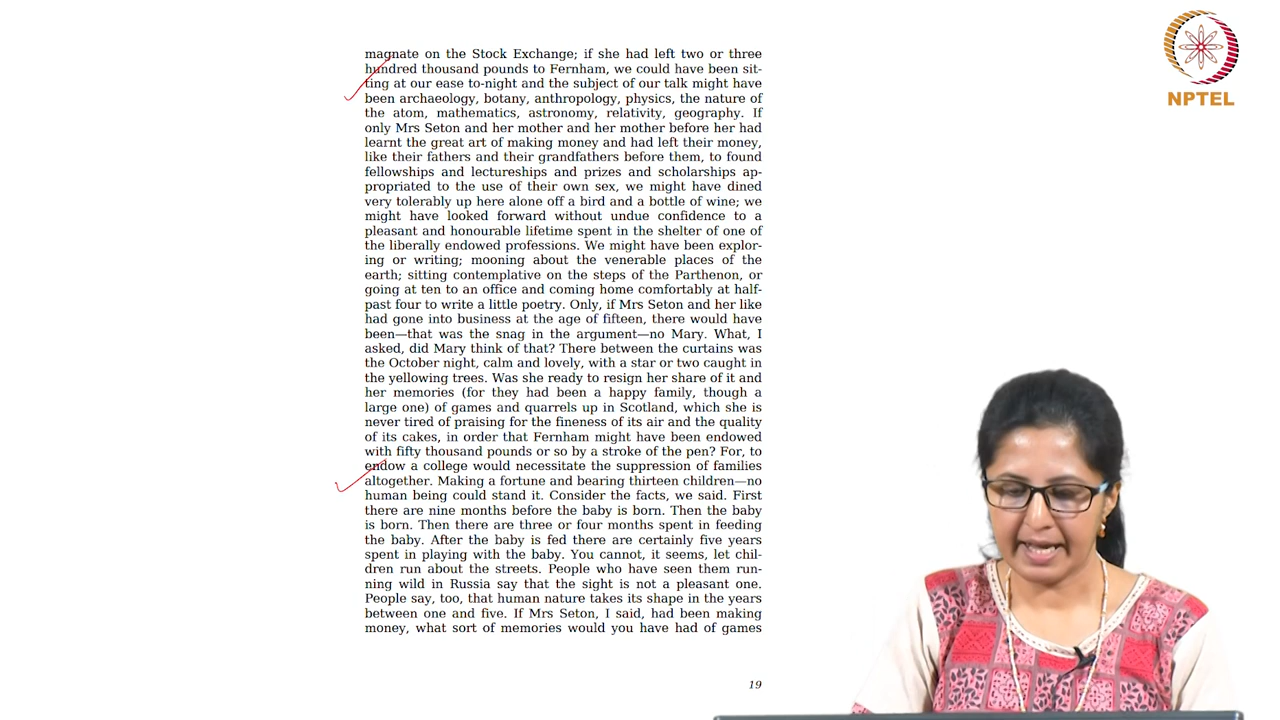 magnate on the Stock Exchange; if she had left two or three
hundred thousand pounds to Fernham, we could have been sit-
ting at our ease to-night and the subject of our talk might have
been archaeology, botany, anthropology, physics, the nature of
the atom, mathematics, astronomy, relativity, geography. If
only Mrs Seton and her mother and her mother before her had
learnt the great art of making money and had left their money,
like their fathers and their grandfathers before them, to found
fellowships and lectureships and prizes and scholarships ap-
propriated to the use of their own sex, we might have dined
very tolerably up here alone off a bird and a bottle of wine; we
might have looked forward without undue confidence to a
pleasant and honourable lifetime spent in the shelter of one of
the liberally endowed professions. We might have been explor-
ing or writing; mooning about the venerable places of the
earth; sitting contemplative on the steps of the Parthenon, or
going at ten to an office and coming home comfortably at half-
past four to write a little poetry. Only, if Mrs Seton and her like
had gone into business at the age of fifteen, there would have
been—that was the snag in the argument—no Mary. What, I
asked, did Mary think of that? There between the curtains was
the October night, calm and lovely, with a star or two caught in
the yellowing trees. Was she ready to resign her share of it and
her memories (for they had been a happy family, though a
large one) of games and quarrels up in Scotland, which she is
never tired of praising for the fineness of its air and the quality
of its cakes, in order that Fernham might have been endowed
with fifty thousand pounds or so by a stroke of the pen? For, to
endow a college would necessitate the suppression of families
altogether. Making a fortune and bearing thirteen children—no
human being could stand it. Consider the facts, we said. First
there are nine months before the baby is born. Then the baby
is born. Then there are three or four months spent in feeding
the baby. After the baby is fed there are certainly five years
spent in playing with the baby. You cannot, it seems, let chil-
dren run about the streets. People who have seen them run-
ning wild in Russia say that the sight is not a pleasant one.
People say, too, that human nature takes its shape in the years
between one and five. If Mrs Seton, I said, had been making
money, what sort of memories would you have had of games
19
NPTEL